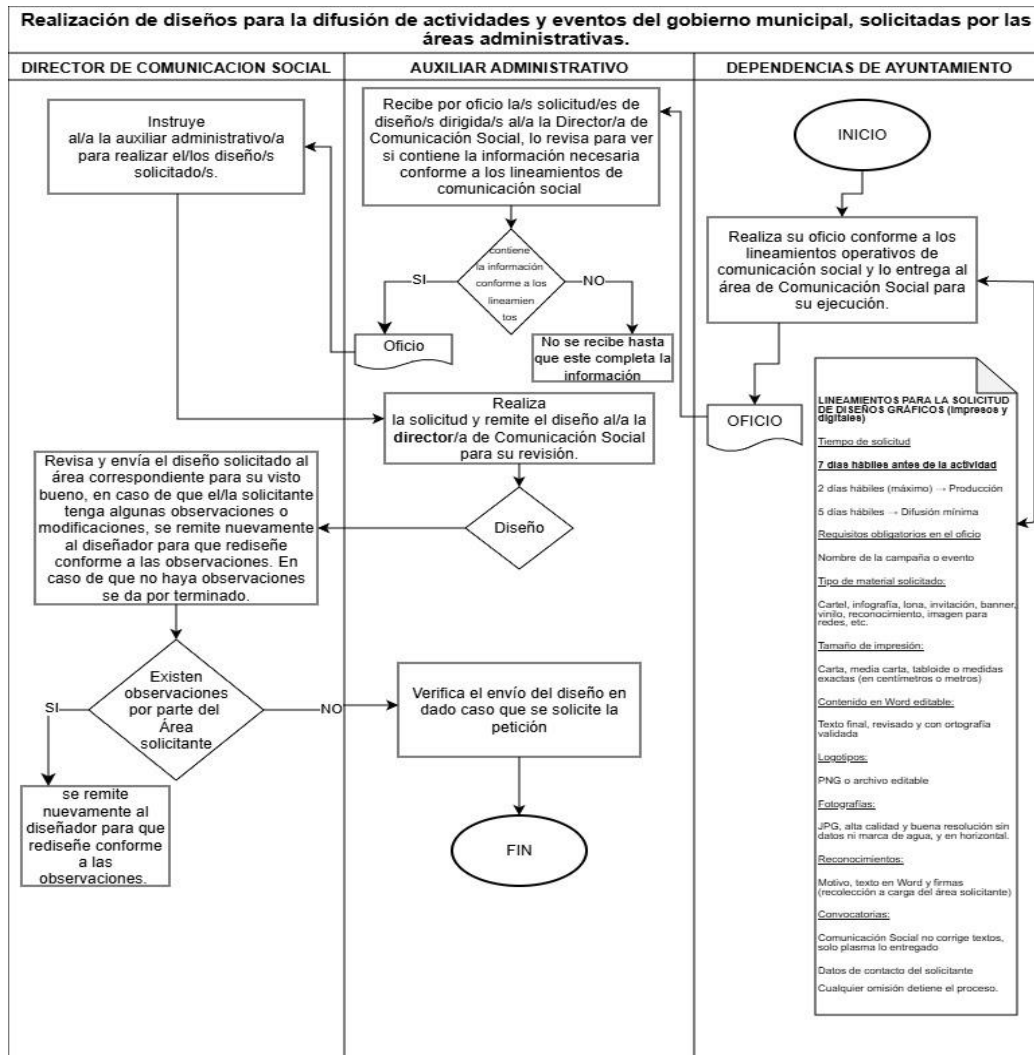 Realización de diseños para la difusión de actividades y eventos del gobierno municipal, solicitadas por las
áreas administrativas.
DIRECTOR DE COMUNICACION SOCIAL
AUXILIAR ADMINISTRATIVO
DEPENDENCIAS DE AYUNTAMIENTO
Instruye
al/a la auxiliar administrativo/a
para realizar el/los diseño/s
solicitado/s.
Recibe por oficio la/s solicitud/es de
diseño/s dirigida/s al/a la Director/a de
Comunicación Social, lo revisa para ver
si contiene la información necesaria
conforme a los lineamientos de
comunicación social
INICIO
Realiza su oficio conforme a los
lineamientos operativos de
comunicación social y lo entrega al
área de Comunicación Social para
su ejecución.
contiene
la información
conforme a los
lineamien
tos
SI
NO
Oficio
No se recibe hasta
que este completa la
información
OFICIO
Realiza
la solicitud y remite el diseño al/a la
director/a de Comunicación Social
para su revisión.
Diseño
Revisa y envía el diseño solicitado al
área correspondiente para su visto
bueno, en caso de que el/la solicitante
tenga algunas observaciones o
modificaciones, se remite nuevamente
al diseñador para que rediseñe
conforme a las observaciones. En
caso de que no haya observaciones
se da por terminado.
Existen
observaciones
por parte del
Área
solicitante
SI
NO
se remite
nuevamente al
diseñador para que
rediseñe conforme
a las
observaciones.
Verifica el envío del diseño en
dado caso que se solicite la
petición
FIN
LINEAMIENTOS PARA LA SOLICITUD
DE DISEÑOS GRÁFICOS (impresos y
digitales)
Tiempo de solicitud
7 días hábiles antes de la actividad
2 días hábiles (máximo) → Producción
5 días hábiles → Difusión mínima
Requisitos obligatorios en el oficio
Nombre de la campaña o evento
Tipo de material solicitado:
Cartel, infografía, lona, invitación, banner,
vinilo, reconocimiento, imagen para
redes, etc.
Tamaño de impresión:
Carta, media carta, tabloide o medidas
exactas (en centímetros o metros)
Contenido en Word editable:
Texto final, revisado y con ortografía
validada
Logotipos:
PNG o archivo editable
Fotografías:
JPG, alta calidad y buena resolución sin
datos ni marca de agua, y en horizontal.
Reconocimientos:
Motivo, texto en Word y firmas
(recolección a carga del área solicitante)
Convocatorias:
Comunicación Social no corrige textos,
solo plasma lo entregado
Datos de contacto del solicitante
Cualquier omisión detiene el proceso.